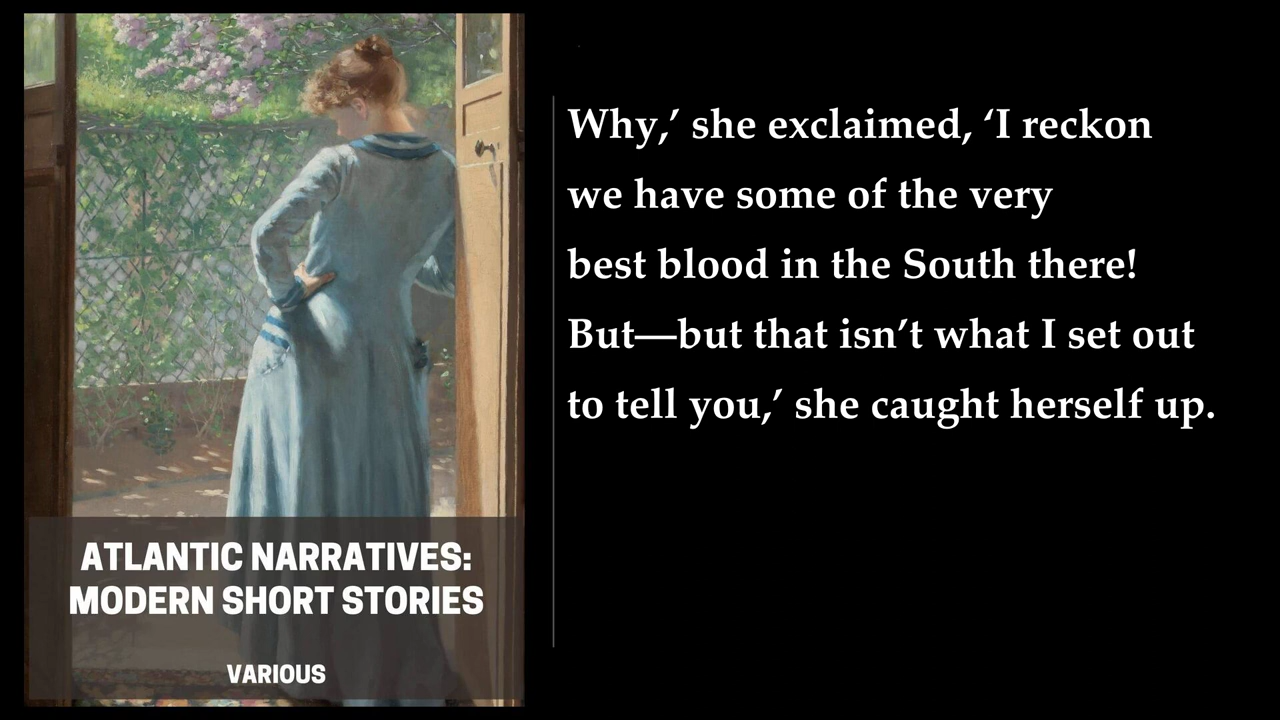 Why,’ she exclaimed, ‘I reckon
we have some of the very
best blood in the South there!
But—but that isn’t what I set out
to tell you,’ she caught herself up.
ATLANTIC NARRATIVES:
MODERN SHORT STORIES
VARIOUS